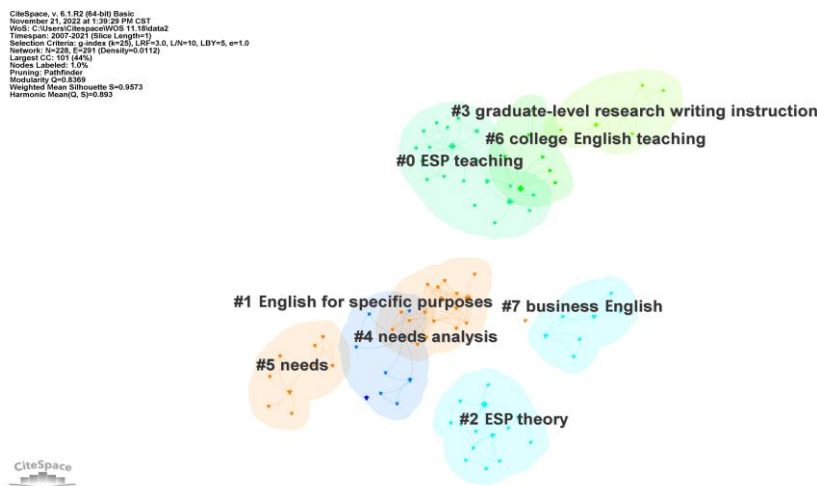 CiteSpace, v. 6.1.R2 (64-bit) Basic
November 21, 2022 at 1:39:29 PM CST
WoS: C:\Users\Citespace\WOS 11.18\data2
Timespan: 2007-2021 (Slice Length=1)
Selection Criteria: g-index (k=25), LRF=3.0, L/N=10, LBY=5, e=1.0
Network: N=228, E=291 (Density=0.0112)
Largest CC: 101 (44%)
Nodes Labeled: 1.0%
Pruning: Pathfinder
Modularity Q=0.8369
Weighted Mean Silhouette S=0.9573
Harmonic Mean(Q, S)=0.893
#3 graduate-level research writing instruction
#6 college English teaching
#0 ESP teaching
#1 English for specific purposes
#7 business English
#4 needs analysis
#5 needs
#2 ESP theory
CiteSpace